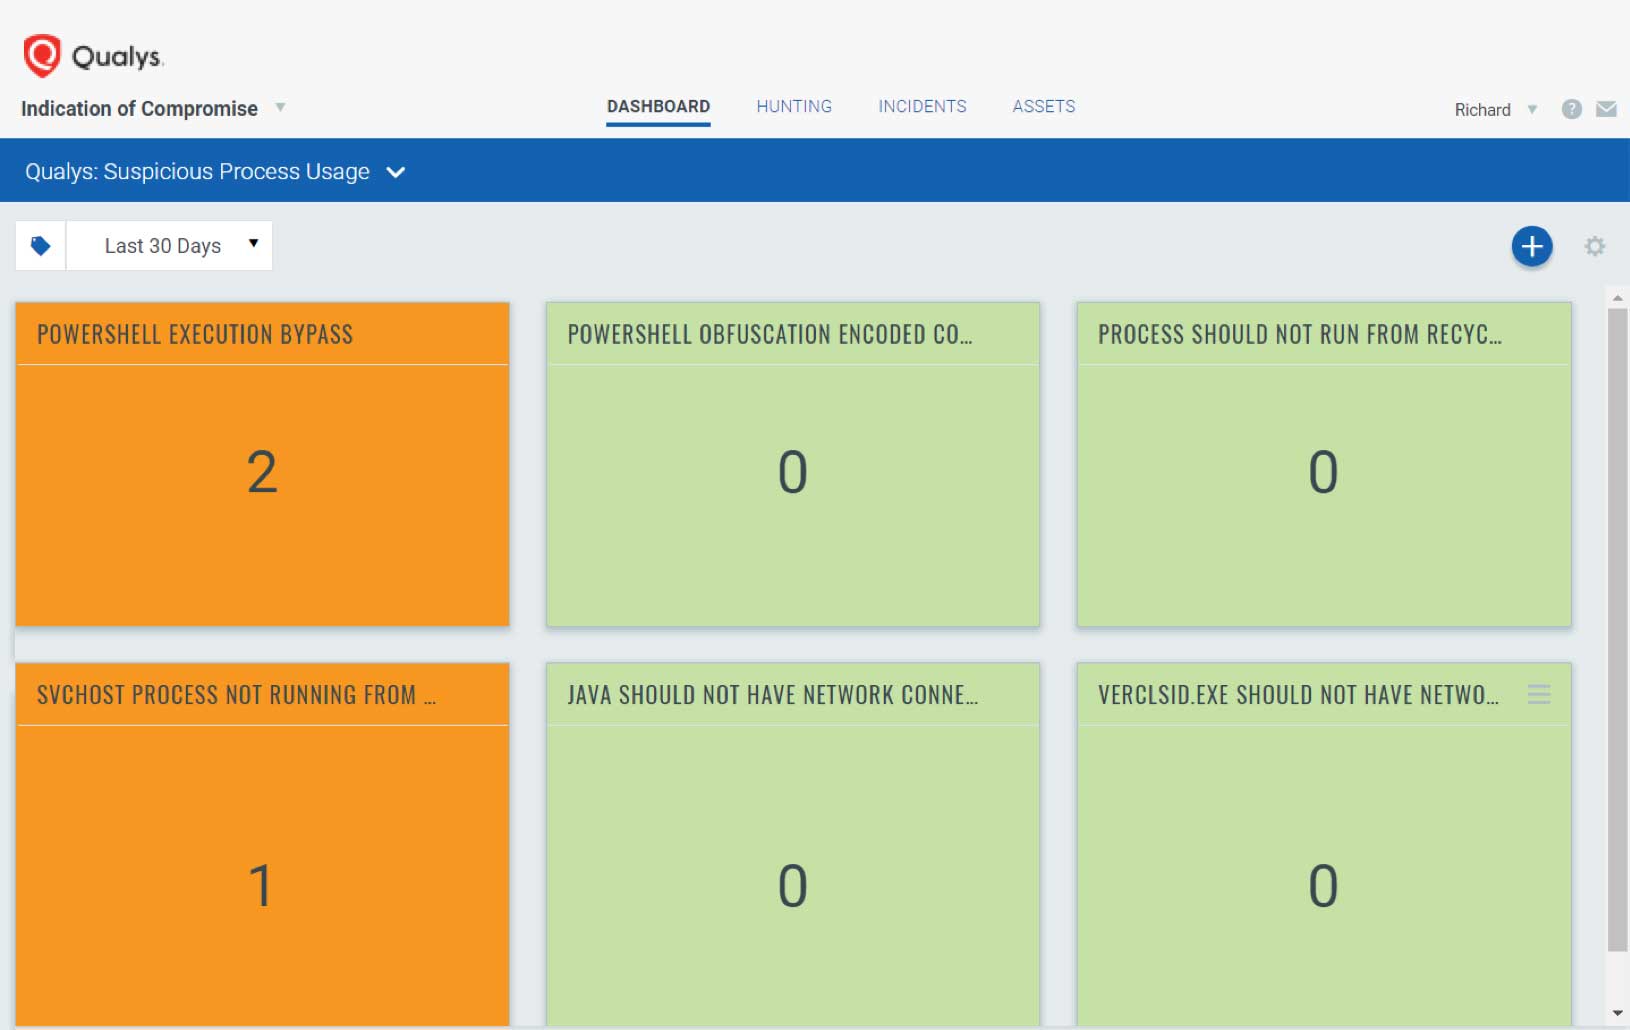 Qualys.
Indication of Compromise
DASHBOARD
HUNTING
INCIDENTS
ASSETS
Richard
?
Qualys: Suspicious Process Usage
Last 30 Days
POWERSHELL EXECUTION BYPASS
POWERSHELL OBFUSCATION ENCODED CO...
PROCESS SHOULD NOT RUN FROM RECYC...
2
0
0
SVCHOST PROCESS NOT RUNNING FROM ...
JAVA SHOULD NOT HAVE NETWORK CONNE...
VERCLSID.EXE SHOULD NOT HAVE NETWO...
1
0
0